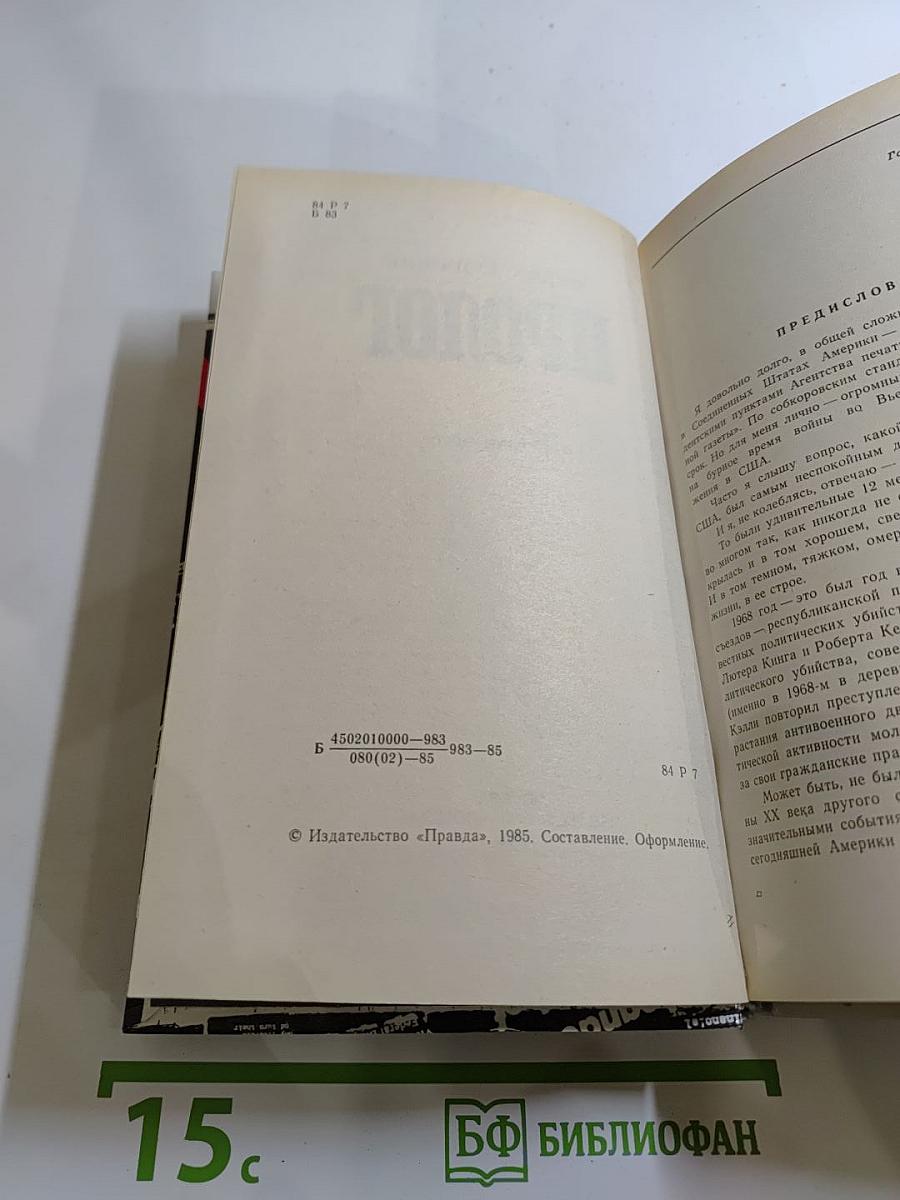 84 Р 7
Б 83
Б 4502010000—983
080(02)—85
983—85
84 Р 7
© Издательство «Правда», 1985. Составление. Оформление.
ПРЕДИСЛОВ
Я довольно долго, в общей сложн
в Соединенных Штатах Америки —
дентскими пунктами Агентства печат
ной газеты». По собкоровским станд
срок. Но для меня лично — огромны
на бурное время войны во Вье
жения в США.
Часто я слышу вопрос, какой
США, был самым неспокойным д
И я, не колеблясь, отвечаю —
То были удивительные 12 ме
во многом так, как никогда не
крылась и в том хорошем, све
И в том темном, тяжком, омер
жизни, в ее строе.
1968 год — это был год
съездов — республиканской п
вестных политических убийст
Лютера Кинга и Роберта Ке
литического убийства, сове
(именно в 1968-м в дерев
Кэлли повторил преступле
растания антивоенного дв
тической активности мол
за свои гражданские пра
Может быть, не был
ны XX века другого
значительными события
сегодняшней Америки
15 с
БФ БИБЛИОФАН